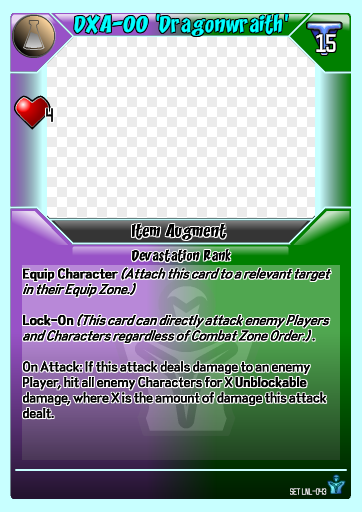 DXA-00 'Dragonwraith'
15
4
Item Augment
Devastation Rank
Equip Character (Attach this card to a relevant target
in their Equip Zone.)
Lock-On (This card can directly attack enemy Players
and Characters regardless of Combat Zone Order.) .
On Attack: If this attack deals damage to an enemy
Player, hit all enemy Characters for X Unblockable
damage, where X is the amount of damage this attack
dealt.
SET LNL-043